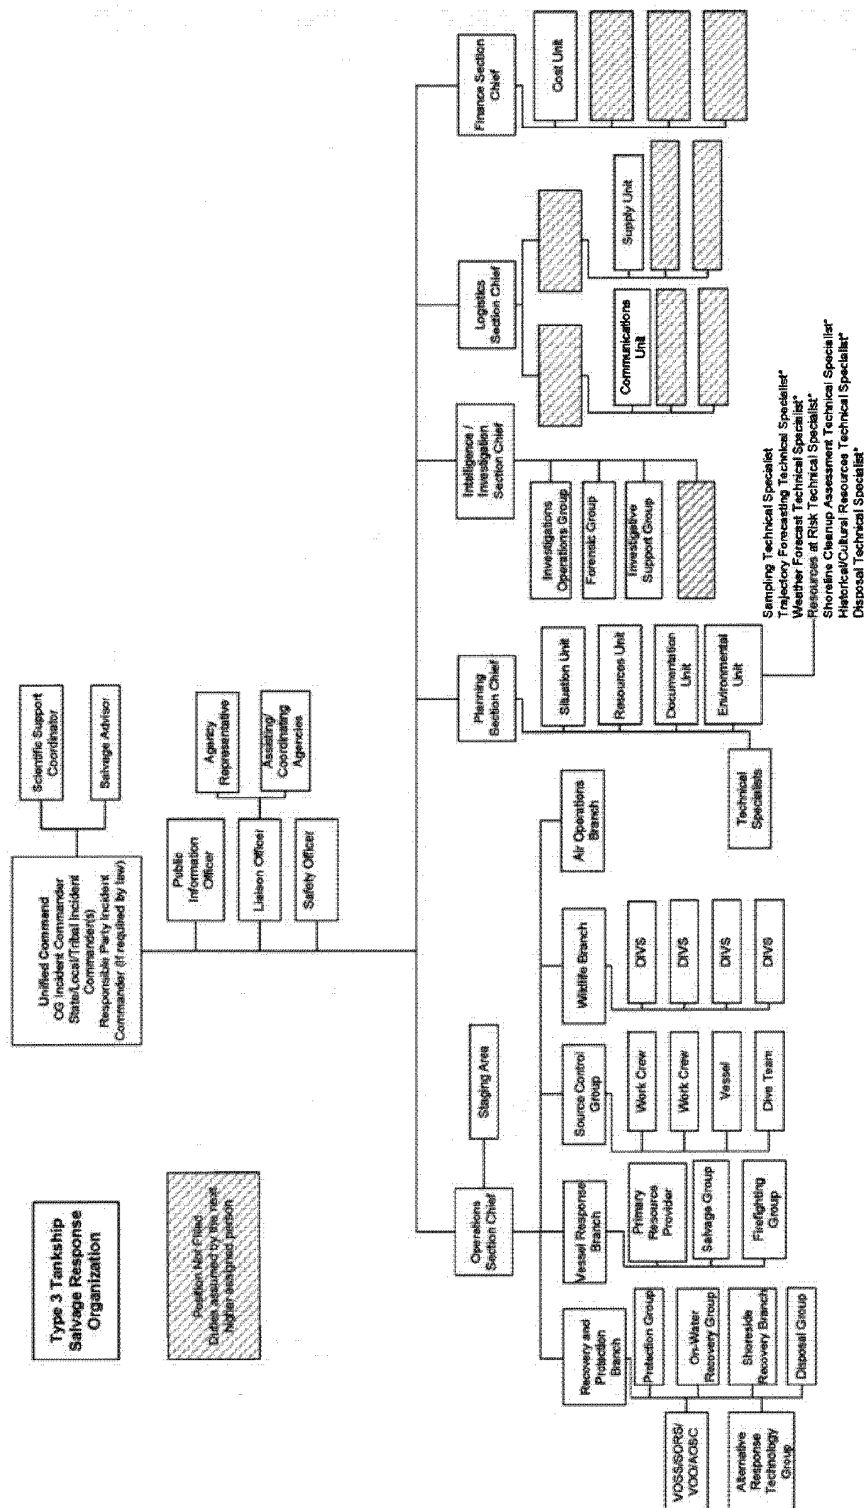 Type 3 Tankship
Salvage Response
Organization
Position Not Filled
Duties assumed by the next
higher assigned person
Unified Command
CG Incident Commander
State/Local/Tribal Incident
Commander(s)
Responsible Party Incident
Commander (if required by law)
Scientific Support
Coordinator
Salvage Advisor
Public
Information
Officer
Liaison Officer
Safety Officer
Agency
Representative
Assisting/
Coordinating
Agencies
Operations
Section Chief
Staging Area
Planning
Section Chief
Intelligence /
Investigation
Section Chief
Logistics
Section Chief
Finance Section
Chief
Recovery and
Protection
Branch
Protection Group
On-Water
Recovery Group
Shoreside
Recovery Branch
Disposal Group
VOSS/SORS/
VOO/AOSC
Alternative
Response
Technology
Group
Vessel Response
Branch
Primary
Resource
Provider
Salvage Group
Firefighting
Group
Source Control
Group
Work Crew
Work Crew
Vessel
Dive Team
Wildlife Branch
DIVS
DIVS
DIVS
DIVS
Air Operations
Branch
Situation Unit
Resources Unit
Documentation
Unit
Environmental
Unit
Technical
Specialists
Sampling Technical Specialist
Trajectory Forecasting Technical Specialist*
Weather Forecast Technical Specialist*
Resources at Risk Technical Specialist*
Shoreline Cleanup Assessment Technical Specialist*
Historical/Cultural Resources Technical Specialist*
Disposal Technical Specialist*
Investigations
Operations Group
Forensic Group
Investigative
Support Group
Communications
Unit
Supply Unit
Cost Unit